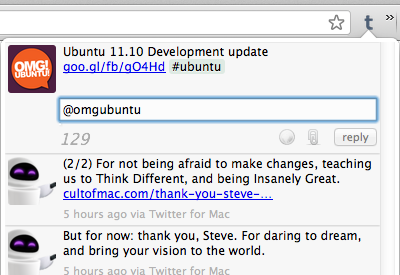 t »
OMG!
UBUNTU!
Ubuntu 11.10 Development update
goo.gl/fb/gO4Hd #ubuntu
@omgubuntu
129 reply
(2/2) For not being afraid to make changes, teaching
us to Think Different, and being Insanely Great.
cultofmac.com/thank-you-steve-...
5 hours ago via Twitter for Mac
But for now: thank you, Steve. For daring to dream,
and bring your vision to the world.
5 hours ago via Twitter for Mac